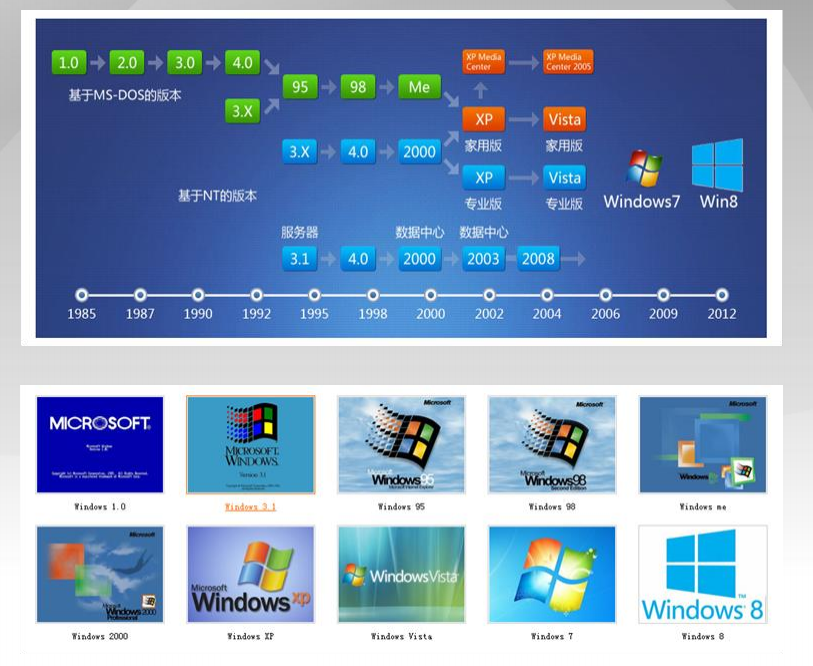 1.0 2.0 3.0 4.0
XP Media Center
XP Media Center 2005
基于MS-DOS的版本
95 98 Me
3.X
XP Vista
家用版 家用版
3.X 4.0 2000
XP Vista
专业版 专业版
基于NT的版本
Windows7 Win8
服务器 数据中心 数据中心
3.1 4.0 2000 2003 2008
1985 1987 1990 1992 1995 1998 2000 2002 2004 2006 2009 2012
MICROSOFT
Microsoft Windows
MICROSOFT
WINDOWS
Version 3.1
Microsoft
Windows95
Microsoft
Windows98
Second Edition
Microsoft
Windows
Windows 1.0 Windows 3.1 Windows 95 Windows 98 Windows me
Microsoft
Windows2000
Professional
Microsoft
Windows xp
WindowsVista
Windows 8
TM
Windows 2000 Windows XP Windows Vista Windows 7 Windows 8